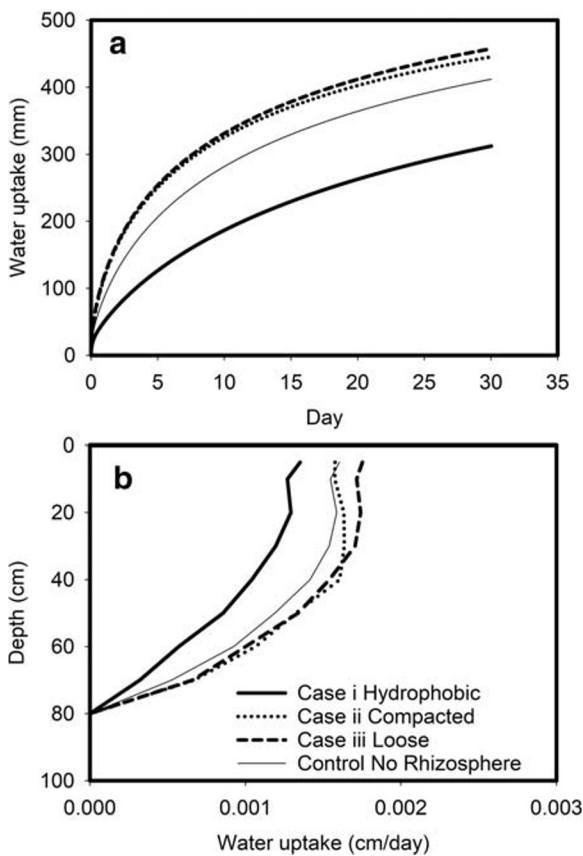 500
a
400
300
200
100
0
Water uptake (mm)
0 5 10 15 20 25 30 35
Day
0
b
20
40
60
80
100
Depth (cm)
Case i Hydrophobic
Case ii Compacted
Case iii Loose
Control No Rhizosphere
0.000 0.001 0.002 0.003
Water uptake (cm/day)